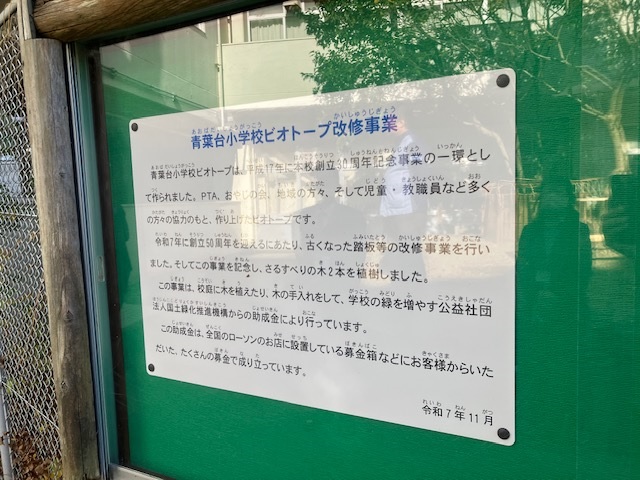 青葉台小学校ビオトープ改修事業
青葉台小学校ビオトープは、平成17年に本校創立30周年記念事業の一環とし
て作られました。PTA、おやじの会、地域の方々、そして児童・教職員など多く
の方々の協力のもと、作り上げたビオトープです。
令和7年に創立50周年を迎えるにあたり、古くなった踏板等の改修事業を行い
ました。そしてこの事業を記念し、さるすべりの木2本を植樹しました。
この事業は、校庭に木を植えたり、木の手入れをして、学校の緑を増やす公益社団
法人国土緑化推進機構からの助成金により行っています。
この助成金は、全国のローソンのお店に設置している募金箱などにお客様からいた
だいた、たくさんの募金で成り立っています。
令和7年11月